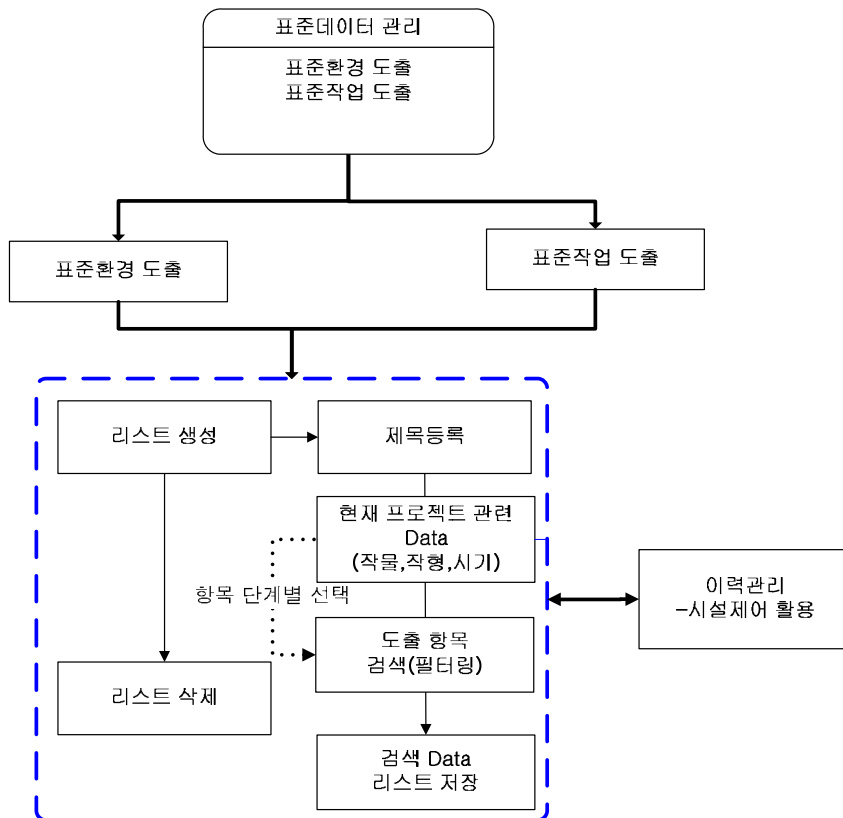 표준데이터 관리
표준환경 도출
표준작업 도출
표준환경 도출
표준작업 도출
리스트 생성
제목등록
현재 프로젝트 관련
Data
(작물,작형,시기)
항목 단계별 선택
이력관리
-시설제어 활용
도출 항목
검색(필터링)
리스트 삭제
검색 Data
리스트 저장